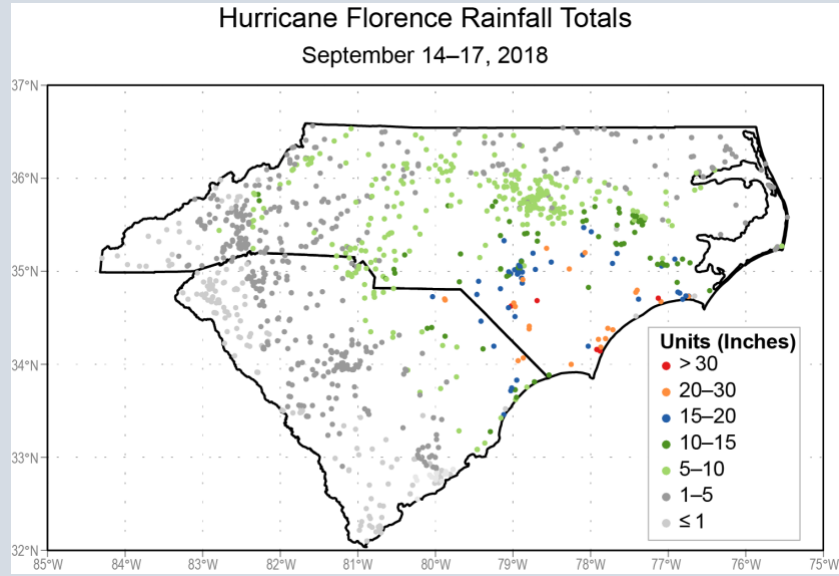 Hurricane Florence Rainfall Totals
September 14–17, 2018
37°N
36°N
35°N
34°N
33°N
32°N
85°W 84°W 83°W 82°W 81°W 80°W 79°W 78°W 77°W 76°W 75°W
Units (Inches)
> 30
20–30
15–20
10–15
5–10
1–5
≤ 1